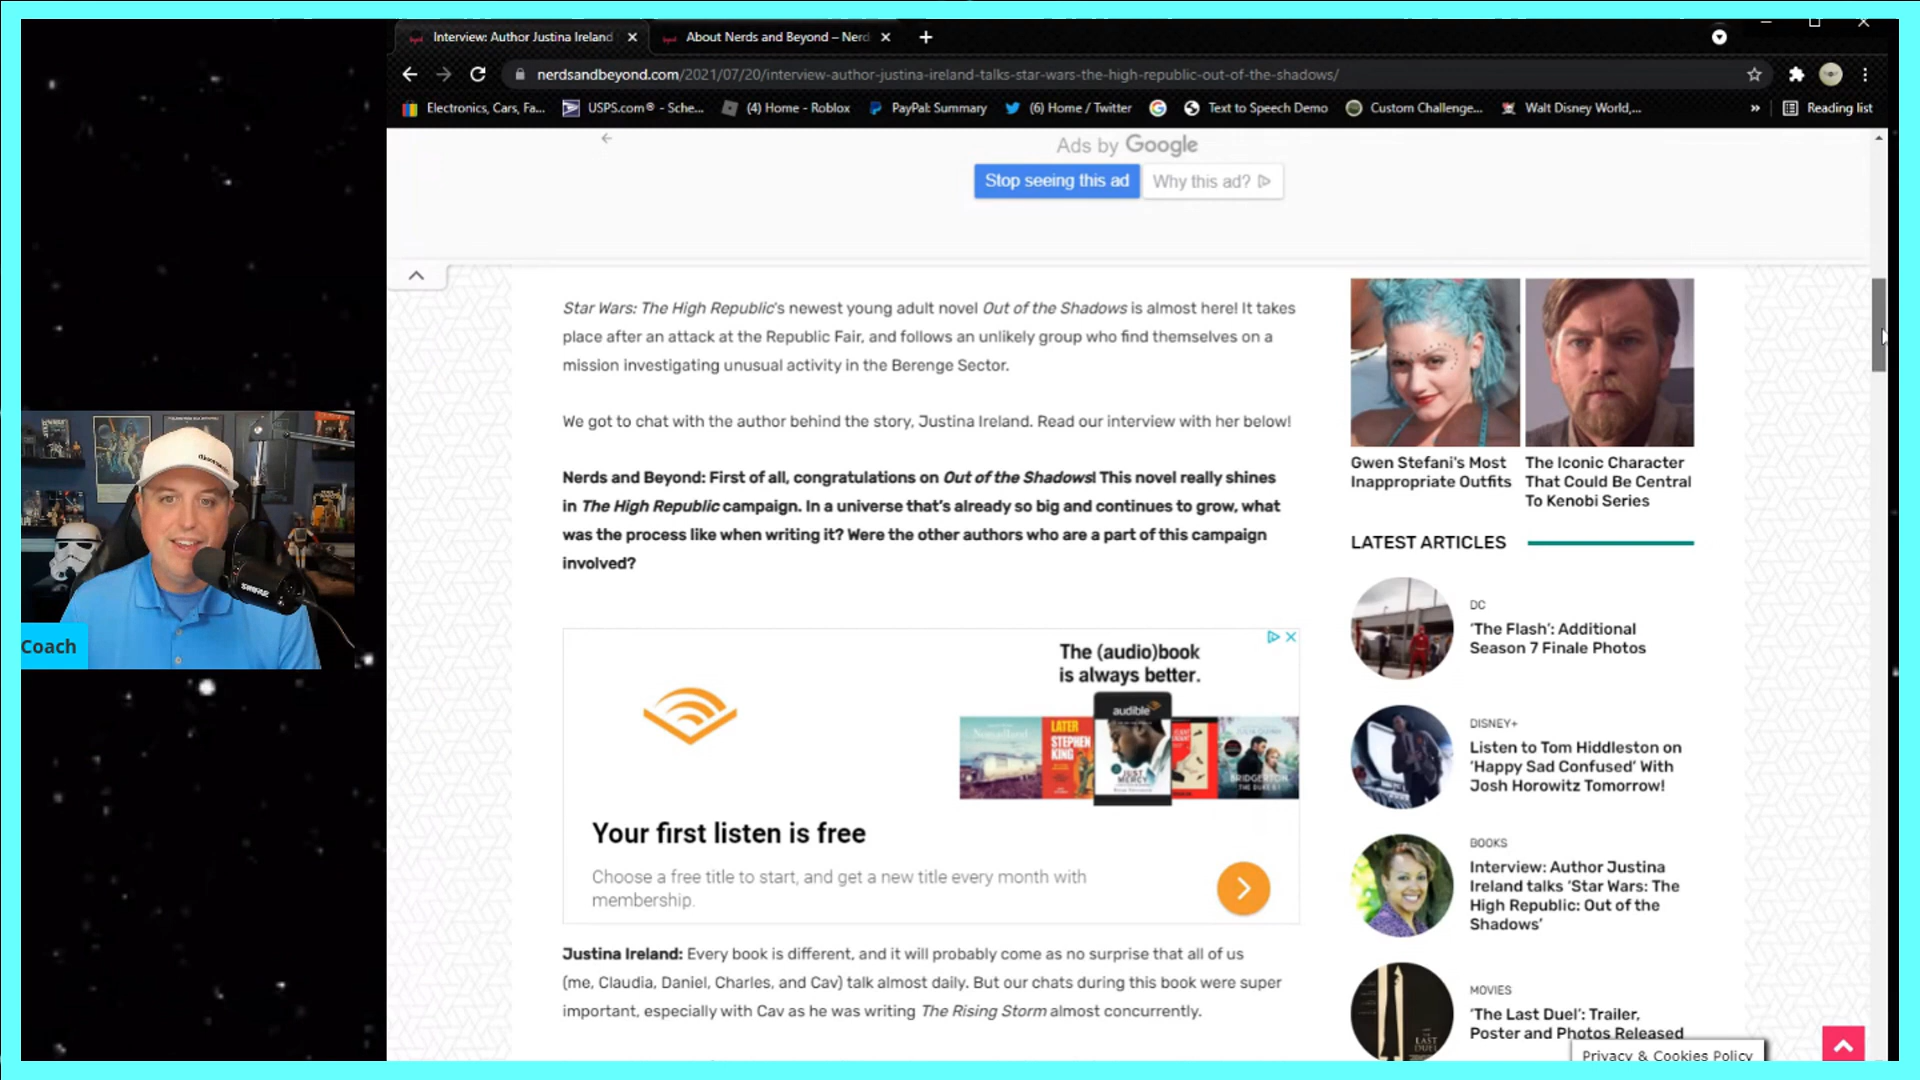 Interview: Author Justina Ireland
About Nerds and Beyond – Nerd
nerdsandbeyond.com/2021/07/20/interview-author-justina-ireland-talks-star-wars-the-high-republic-out-of-the-shadows/
Electronics, Cars, Fa...
USPS.com® - Sche...
(4) Home - Roblox
PayPal: Summary
(6) Home / Twitter
Text to Speech Demo
Custom Challenge...
Walt Disney World,...
»
Reading list
Ads by Google
Stop seeing this ad
Why this ad?
Star Wars: The High Republic's newest young adult novel Out of the Shadows is almost here! It takes
place after an attack at the Republic Fair, and follows an unlikely group who find themselves on a
mission investigating unusual activity in the Berenge Sector.
We got to chat with the author behind the story, Justina Ireland. Read our interview with her below!
Nerds and Beyond: First of all, congratulations on Out of the Shadows! This novel really shines
in The High Republic campaign. In a universe that's already so big and continues to grow, what
was the process like when writing it? Were the other authors who are a part of this campaign
involved?
The (audio)book
is always better.
audible
LATER
STEPHEN
KING
JUST
MERCY
BRIDGERTON
Your first listen is free
Choose a free title to start, and get a new title every month with
membership.
Justina Ireland: Every book is different, and it will probably come as no surprise that all of us
(me, Claudia, Daniel, Charles, and Cav) talk almost daily. But our chats during this book were super
important, especially with Cav as he was writing The Rising Storm almost concurrently.
Gwen Stefani's Most
Inappropriate Outfits
The Iconic Character
That Could Be Central
To Kenobi Series
LATEST ARTICLES
DC
'The Flash': Additional
Season 7 Finale Photos
DISNEY+
Listen to Tom Hiddleston on
'Happy Sad Confused' With
Josh Horowitz Tomorrow!
BOOKS
Interview: Author Justina
Ireland talks 'Star Wars: The
High Republic: Out of the
Shadows'
MOVIES
'The Last Duel': Trailer,
Poster and Photos Released
THE
LAST
DUEL
Privacy & Cookies Policy
Coach
SHURE